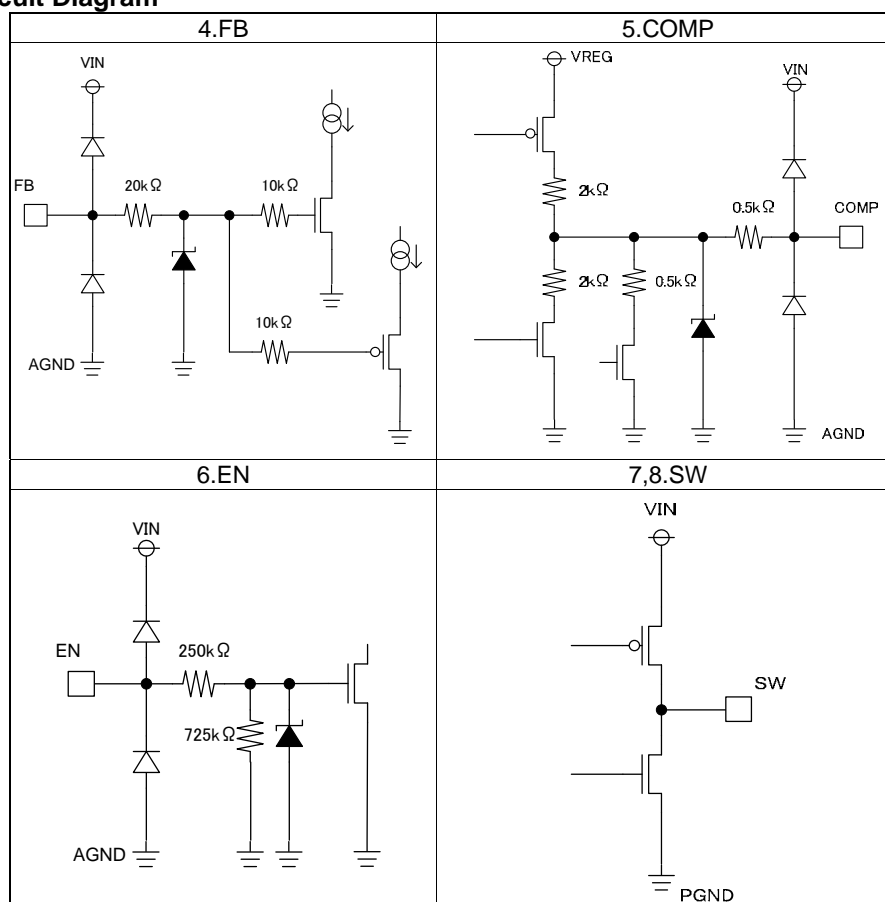 cuit Diagram
4.FB
5.COMP
VIN
FB
20kΩ
10kΩ
10kΩ
AGND
VREG
VIN
2kΩ
0.5kΩ
COMP
2kΩ
0.5kΩ
AGND
6.EN
7,8.SW
VIN
EN
250kΩ
725kΩ
AGND
VIN
SW
PGND